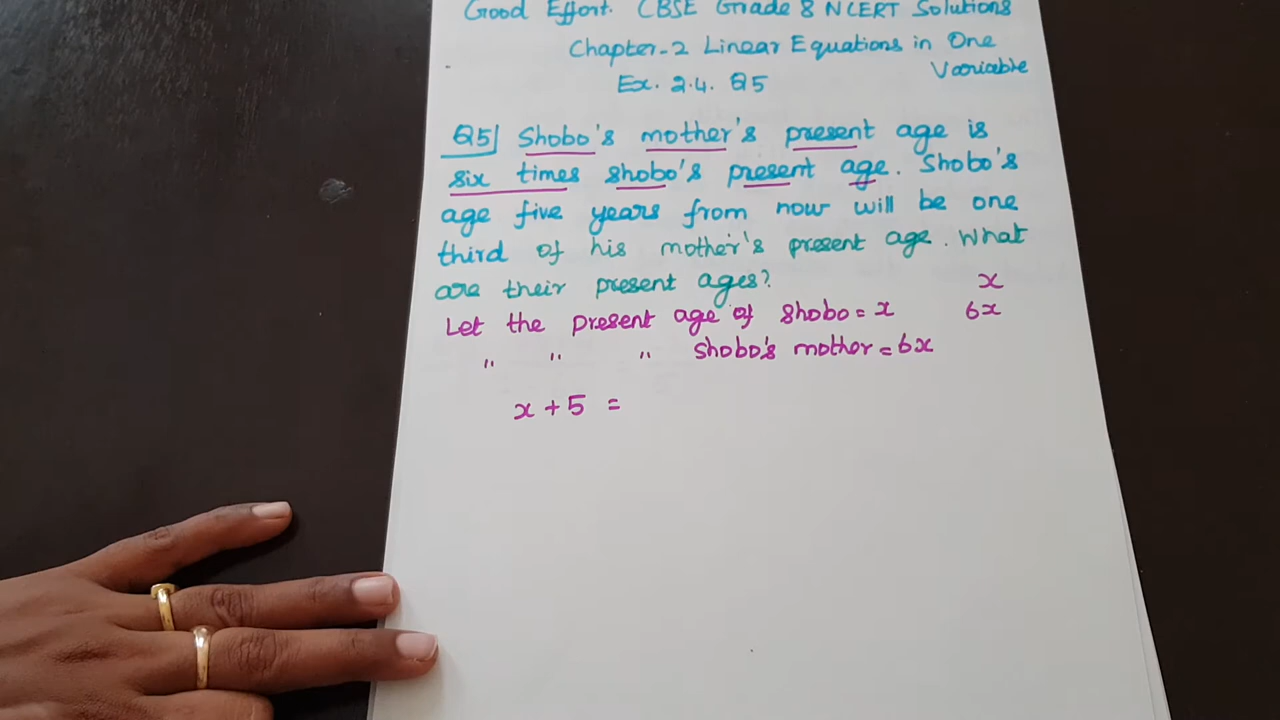 Good Effort. CBSE Grade 8 NCERT Solutions
Chapter-2 Linear Equations in One
Variable
Ex. 2.4. Q5
Q5| Shobo's mother's present age is
six times shobo's present age. Shobo's
age five years from now will be one
third of his mother's present age. What
are their present ages?
x
Let the present age of shobo = x
6x
" " " shobo's mother = 6x
x + 5 =